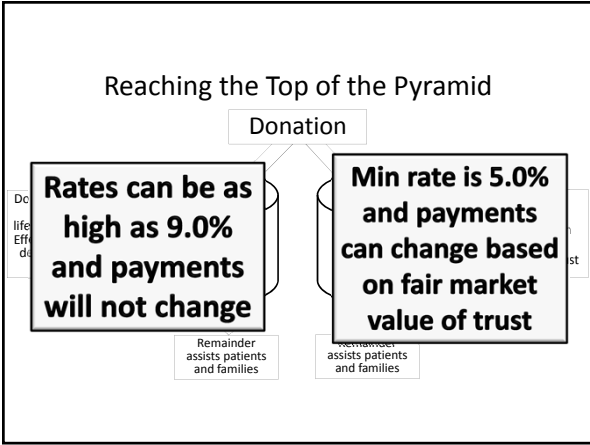 Reaching the Top of the Pyramid
Donation
Rates can be as
high as 9.0%
and payments
will not change
Min rate is 5.0%
and payments
can change based
on fair market
value of trust
Remainder
assists patients
and families
Remainder
assists patients
and families